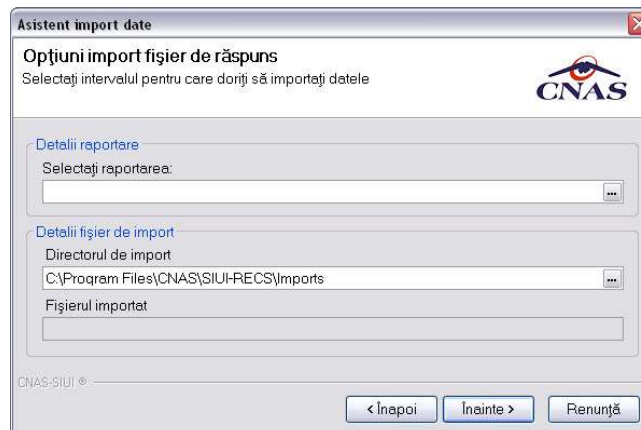 Asistent import date
Opţiuni import fişier de răspuns
Selectaţi intervalul pentru care doriţi să importaţi datele
CNAS
Detalii raportare
Selectaţi raportarea:
...
Detalii fişier de import
Directorul de import
C:\Program Files\CNAS\SIUI-RECS\Imports
...
Fişierul importat
CNAS-SIUI ®
< Înapoi
Înainte >
Renunţă